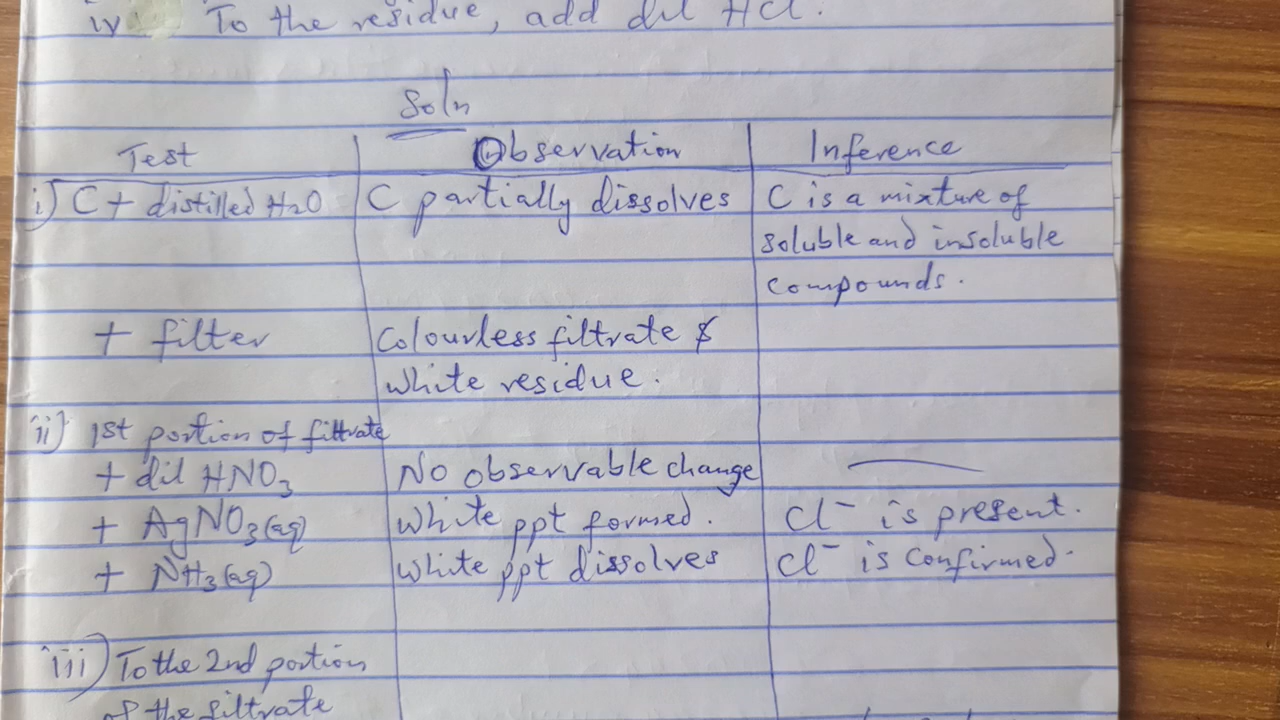 iv To the residue, add dil HCl.
Soln
Test Observation Inference
i) C + distilled H2O C partially dissolves C is a mixture of
soluble and insoluble
compounds.
+ filter Colourless filtrate &
White residue.
ii) 1st portion of filtrate
+ dil HNO3 No observable change —
+ AgNO3(aq) White ppt formed. Cl⁻ is present.
+ NH3(aq) White ppt dissolves Cl⁻ is Confirmed.
iii) To the 2nd portion
of the filtrate